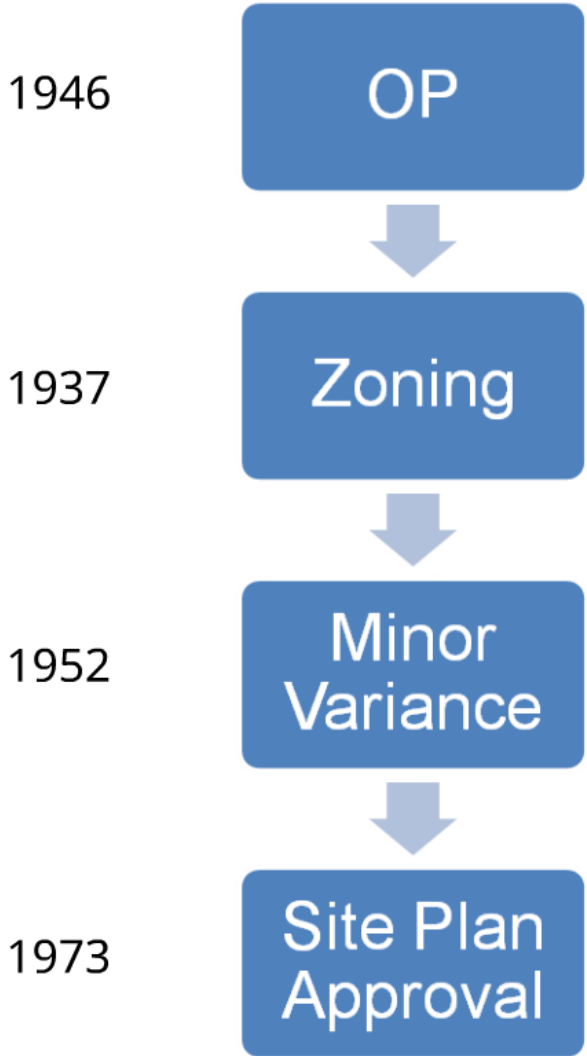 1946
OP
1937
Zoning
1952
Minor
Variance
1973
Site Plan
Approval